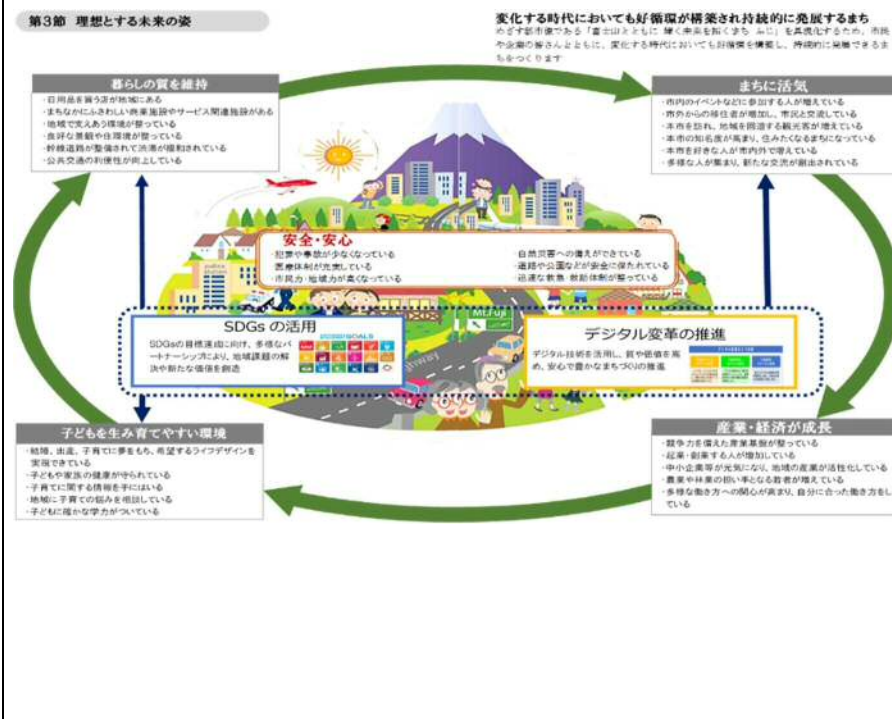 第3節 理想とする未来の姿
変化する時代においても好循環が構築され持続的に発展するまち
めざす都市像である「富士山とともに 輝く未来を拓くまち ふじ」を具現化するため、市民
や企業の皆さんとともに、変化する時代においても好循環を構築し、持続的に発展できるま
ちをつくります
暮らしの質を維持
・日用品を買う店が地域にある
・まちなかにふさわしい商業施設やサービス関連施設がある
・地域で支えあう環境が整っている
・良好な景観や住環境が整っている
・幹線道路が整備されて渋滞が緩和されている
・公共交通の利便性が向上している
まちに活気
・市内のイベントなどに参加する人が増えている
・市外からの移住者が増加し、市民と交流している
・本市を訪れ、地域を回遊する観光客が増えている
・本市の知名度が高まり、住みたくなるまちになっている
・本市を好きな人が市内外で増えている
・多様な人が集まり、新たな交流が創出されている
安全・安心
・犯罪や事故が少なくなっている
・医療体制が充実している
・市民力・地域力が高くなっている
・自然災害への備えができている
・道路や公園などが安全に保たれている
・迅速な救急・救助体制が整っている
SDGs の活用
SDGsの目標達成に向け、多様なパ
ートナーシップにより、地域課題の解
決や新たな価値を創造
Mt.Fuji
デジタル変革の推進
デジタル技術を活用し、質や価値を高
め、安心で豊かなまちづくりの推進
子どもを生み育てやすい環境
・結婚、出産、子育てに夢をもち、希望するライフデザインを
実現できている
・子どもや家族の健康が守られている
・子育てに関する情報を手にはいる
・地域に子育ての悩みを相談している
・子どもに確かな学力がついている
産業・経済が成長
・競争力を備えた産業基盤が整っている
・起業・創業する人が増加している
・中小企業等が元気になり、地域の産業が活性化している
・農業や林業の担い手となる若者が増えている
・多様な働き方への関心が高まり、自分に合った働き方をし
ている